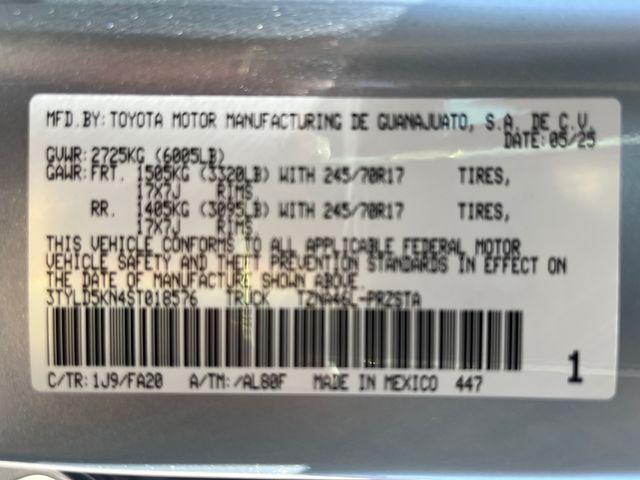 MFD.BY:TOYOTA MOTOR MANUFACTURING DE GUANAJUATO, S.A. DE C.V.
DATE:05/25
GVWR:2725KG (6005LB)
GAWR:FRT. 1505KG (3320LB) WITH 245/70R17 TIRES,
17X7J RIMS,
RR. 1405KG (3095LB) WITH 245/70R17 TIRES,
17X7J RIMS,
THIS VEHICLE CONFORMS TO ALL APPLICABLE FEDERAL MOTOR
VEHICLE SAFETY AND THEFT PREVENTION STANDARDS IN EFFECT ON
THE DATE OF MANUFACTURE SHOWN ABOVE.
3TYLD5KN4ST018576 TRUCK TZNA46L-PRZSTA
C/TR:1J9/FA20 A/TM:/AL80F MADE IN MEXICO 447 1